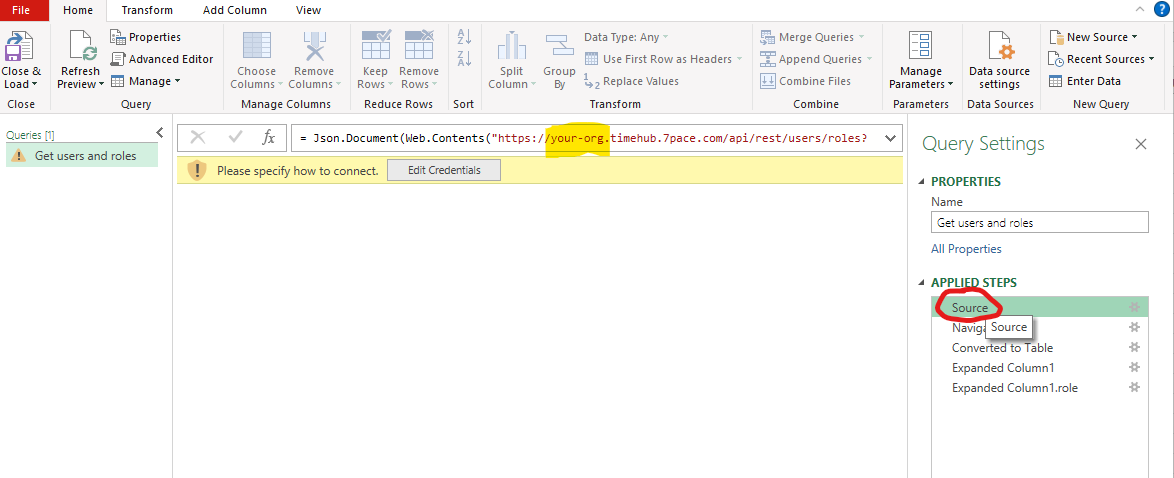 File Home Transform Add Column View
Close & Load
Refresh Preview
Properties
Advanced Editor
Manage
Choose Columns
Remove Columns
Keep Rows
Remove Rows
A Z
Z A
Split Column
Group By
Data Type: Any
Use First Row as Headers
1 2 Replace Values
Merge Queries
Append Queries
Combine Files
Manage Parameters
Data source settings
New Source
Recent Sources
Enter Data
Close Query Manage Columns Reduce Rows Sort Transform Combine Parameters Data Sources New Query
Queries [1]
Get users and roles
fx
= Json.Document(Web.Contents("https://your-org.timehub.7pace.com/api/rest/users/roles?
Please specify how to connect. Edit Credentials
Query Settings
PROPERTIES
Name
Get users and roles
All Properties
APPLIED STEPS
Source
Source
Converted to Table
Expanded Column1
Expanded Column1.role